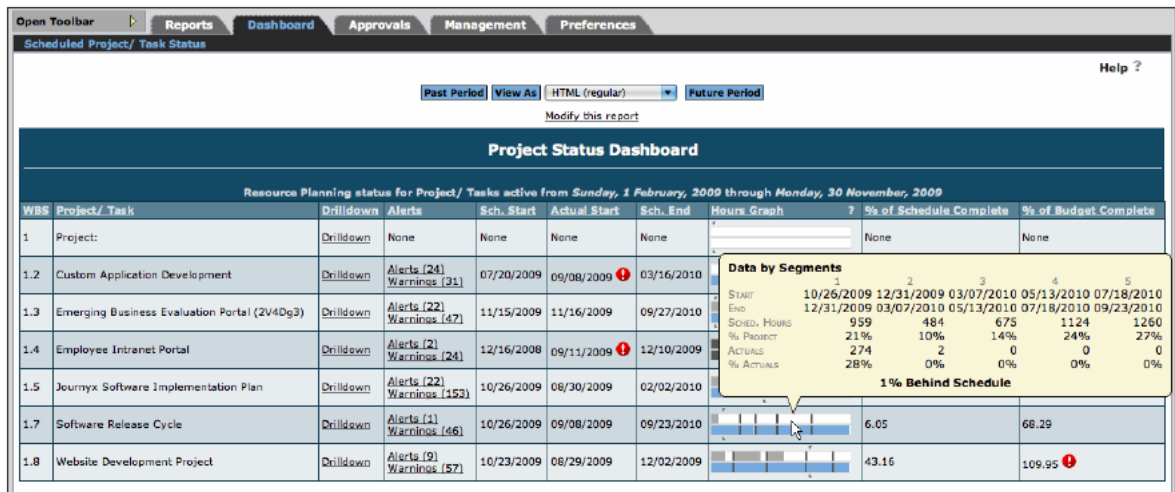 Open Toolbar Reports Dashboard Approvals Management Preferences
Scheduled Project/ Task Status
Help ?
Past Period View As HTML (regular) Future Period
Modify this report
Project Status Dashboard
Resource Planning status for Project/ Tasks active from Sunday, 1 February, 2009 through Monday, 30 November, 2009
WBS Project/ Task Drilldown Alerts Sch. Start Actual Start Sch. End Hours Graph ? % of Schedule Complete % of Budget Complete
1 Project: Drilldown None None None None None None
1.2 Custom Application Development Drilldown Alerts (24) Warnings (31) 07/20/2009 09/08/2009 03/16/2010
1.3 Emerging Business Evaluation Portal (2V4Dg3) Drilldown Alerts (22) Warnings (47) 11/15/2009 11/16/2009 09/27/2010
1.4 Employee Intranet Portal Drilldown Alerts (2) Warnings (24) 12/16/2008 09/11/2009 12/10/2009
1.5 Journyx Software Implementation Plan Drilldown Alerts (22) Warnings (153) 10/26/2009 08/30/2009 02/02/2010
1.7 Software Release Cycle Drilldown Alerts (1) Warnings (46) 10/26/2009 09/08/2009 09/23/2010 6.05 68.29
1.8 Website Development Project Drilldown Alerts (9) Warnings (57) 10/23/2009 08/29/2009 12/02/2009 43.16 109.95
Data by Segments
1 2 3 4 5
START 10/26/2009 12/31/2009 03/07/2010 05/13/2010 07/18/2010
END 12/31/2009 03/07/2010 05/13/2010 07/18/2010 09/23/2010
SCHED. HOURS 959 484 675 1124 1260
% PROJECT 21% 10% 14% 24% 27%
ACTUALS 274 2 0 0 0
% ACTUALS 28% 0% 0% 0% 0%
1% Behind Schedule